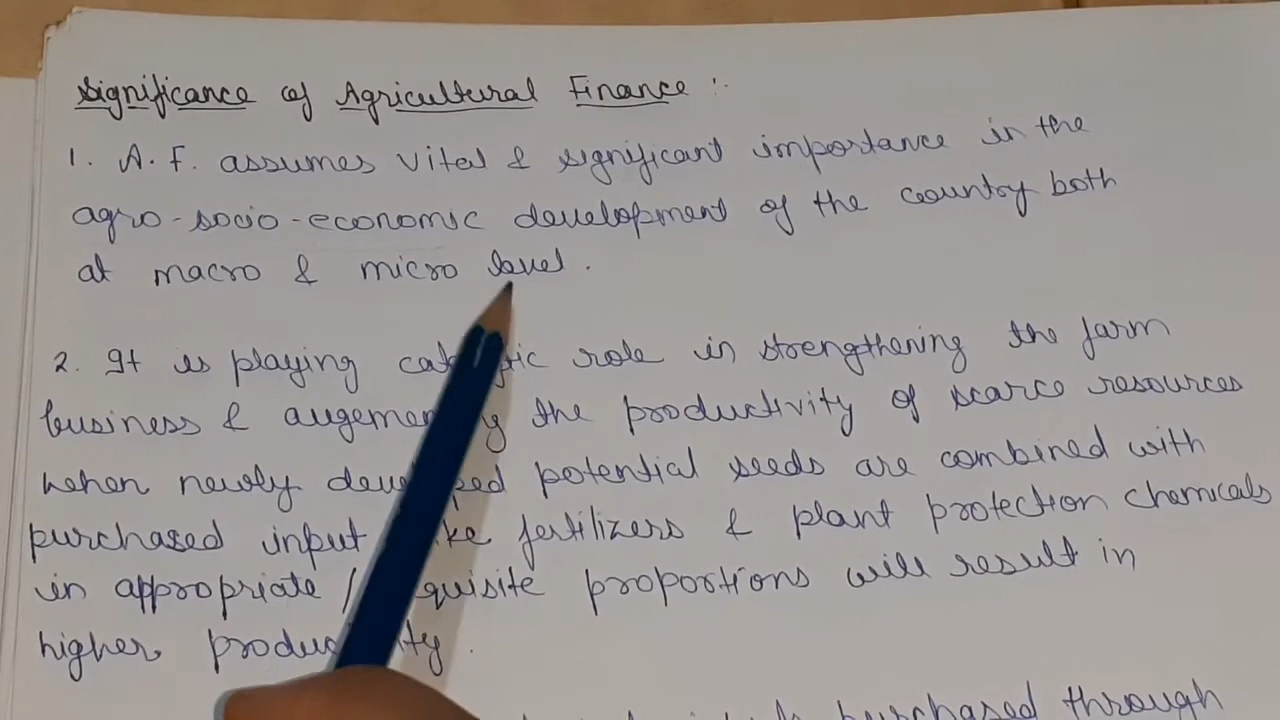 Significance of Agricultural Finance :
1. A.F. assumes vital & significant importance in the
agro-socio-economic development of the country both
at macro & micro level.
2. It is playing role in strengthening the farm
business & the productivity of scarce resources
when newly potential seeds are combined with
purchased input fertilizers & plant protection chemicals
in appropriate / proportions will result in
higher
purchased through